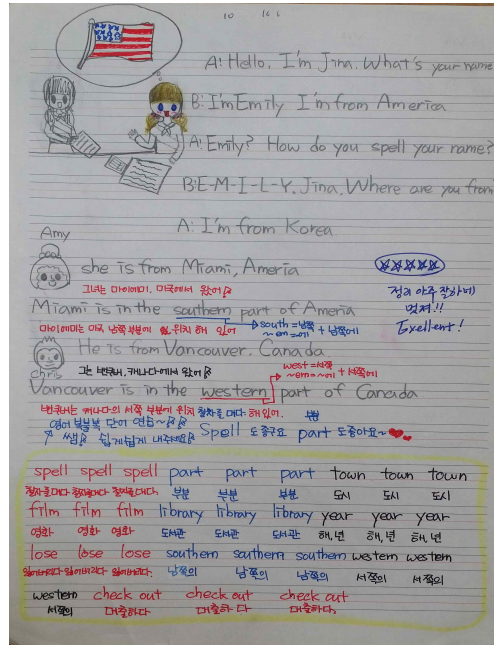 A: Hello. I'm Jina. What's your name
B: I'm Emily I'm from America
A: Emily? How do you spell your name?
B: E-M-I-L-Y. Jina. Where are you from
A: I'm from Korea
Amy
she is from Miami, Ameria
그녀는 마이애미, 미국에서 왔어
Miami is in the southern part of Ameria
마이애미는 미국 남쪽 부분에 위치 해 있어
south = 남쪽
~ern = ~에
+ 남쪽에
정리 아주 잘하네
멋져!!
Exellent!
He is from Vancouver. Canada
chris
그는 벤쿠버, 캐나다에서 왔어
west = 서쪽
~ern = ~에
+ 서쪽에
Vancouver is in the western part of Canada
벤쿠버는 캐나다의 서쪽 부분에 위치 해 있어.
철자를 대다
부분
영어 단어 연습~
쌤 쉽게쉽게 내주세요
Spell 도 좋구요 part 도 좋아요~
spell spell spell part part part town town town
철자를대다 철자를대다 철자를대다. 부분 부분 부분 도시 도시 도시
film film film library library library year year year
영화 영화 영화 도서관 도서관 도서관 해,년 해,년 해,년
lose lose lose southern southern southern western western
잃어버리다 잃어버리다 잃어버리다. 남쪽의 남쪽의 남쪽의 서쪽의 서쪽의
western check out check out check out
서쪽의 대출하다 대출하다 대출하다.